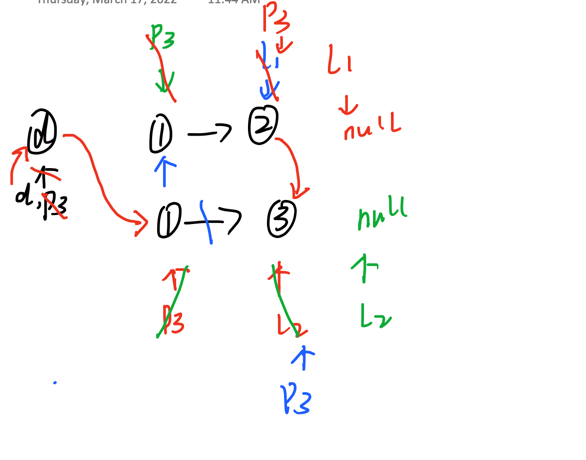 Thursday, March 17, 2022 11:44 AM
P3
P3
L1
L1
null
d
1
2
d, P3
1
3
null
P3
L2
L2
P3